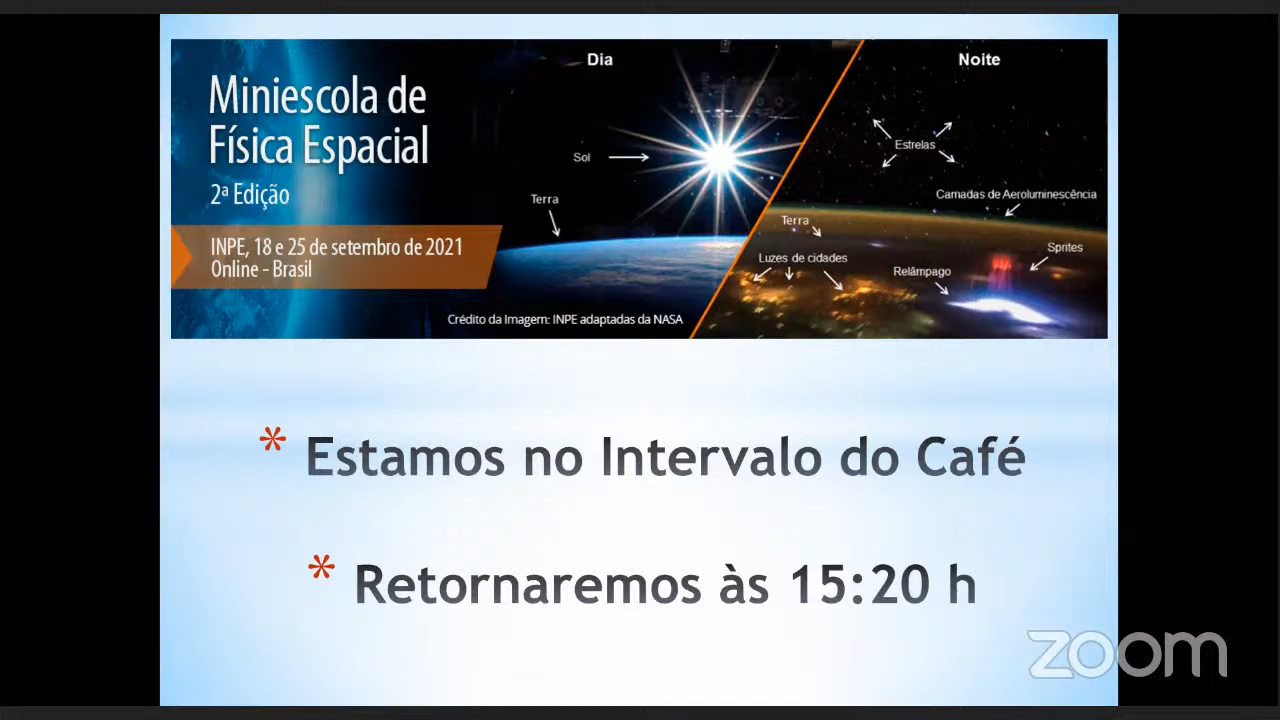 Miniescola de
Física Espacial
2ª Edição
INPE, 18 e 25 de setembro de 2021
Online - Brasil
Dia
Sol
Terra
Crédito da Imagem: INPE adaptadas da NASA
Noite
Estrelas
Camadas de Aeroluminescência
Terra
Luzes de cidades
Sprites
Relâmpago
* Estamos no Intervalo do Café
* Retornaremos às 15:20 h
zoom